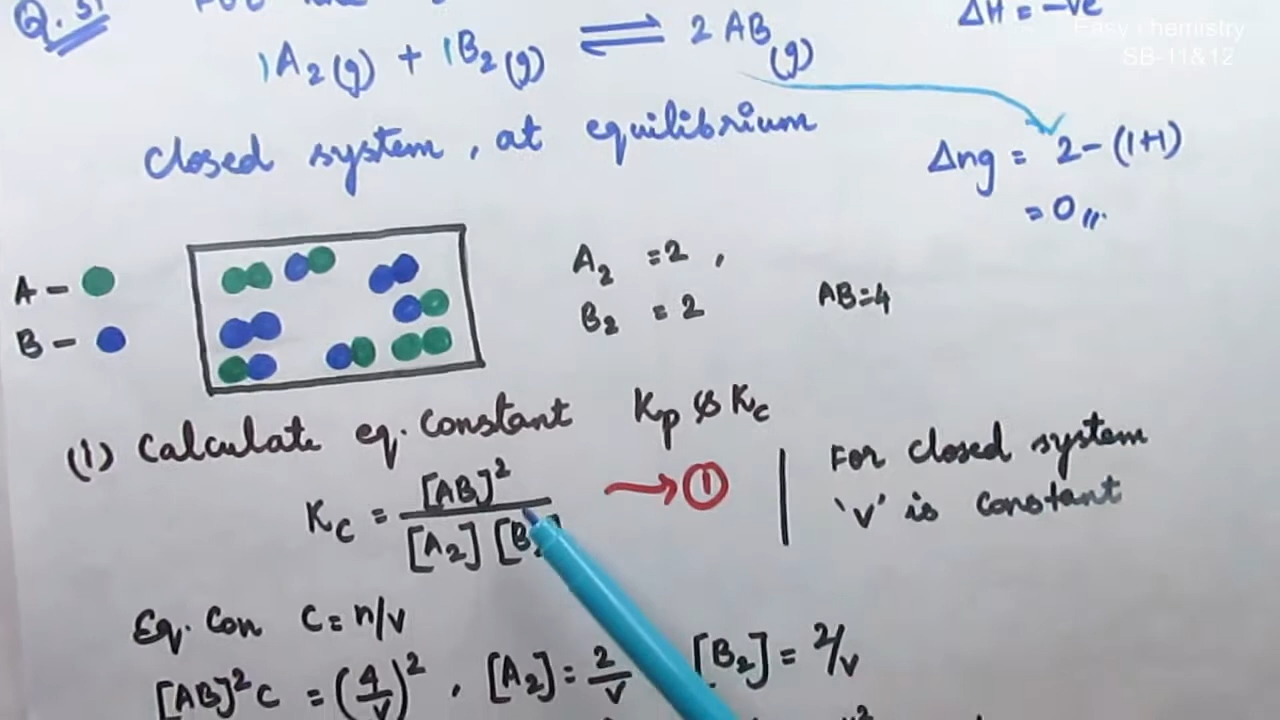 Q. 51
ΔH = -ve
Easy chemistry
SB-11&12
1A₂(g) + 1B₂(g) ⇌ 2 AB(g)
closed system, at equilibrium
Δng = 2-(1+1)
= 0 ||.
A - 
B - 
A₂ = 2 ,
B₂ = 2
AB=4
(1) Calculate eq. constant Kp & Kc
Kc = [AB]² / [A₂] [B₂] → ①
For closed system
'v' is constant
Eq. Con C = n/v
[AB]²c = (4/v)² , [A₂] = 2/v [B₂] = 2/v